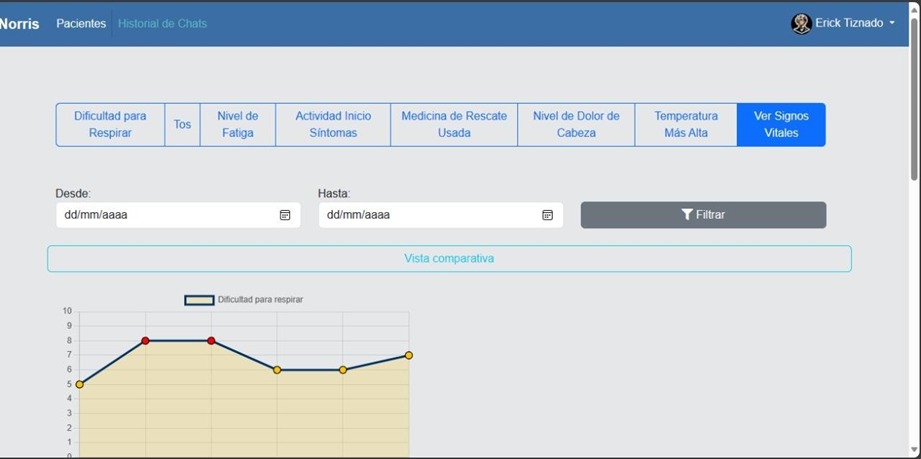 Norris Pacientes Historial de Chats Erick Tiznado
Dificultad para
Respirar
Tos
Nivel de
Fatiga
Actividad Inicio
Síntomas
Medicina de Rescate
Usada
Nivel de Dolor de
Cabeza
Temperatura
Más Alta
Ver Signos
Vitales
Desde:
dd/mm/aaaa
Hasta:
dd/mm/aaaa
Filtrar
Vista comparativa
Dificultad para respirar
10
9
8
7
6
5
4
3
2
1
0